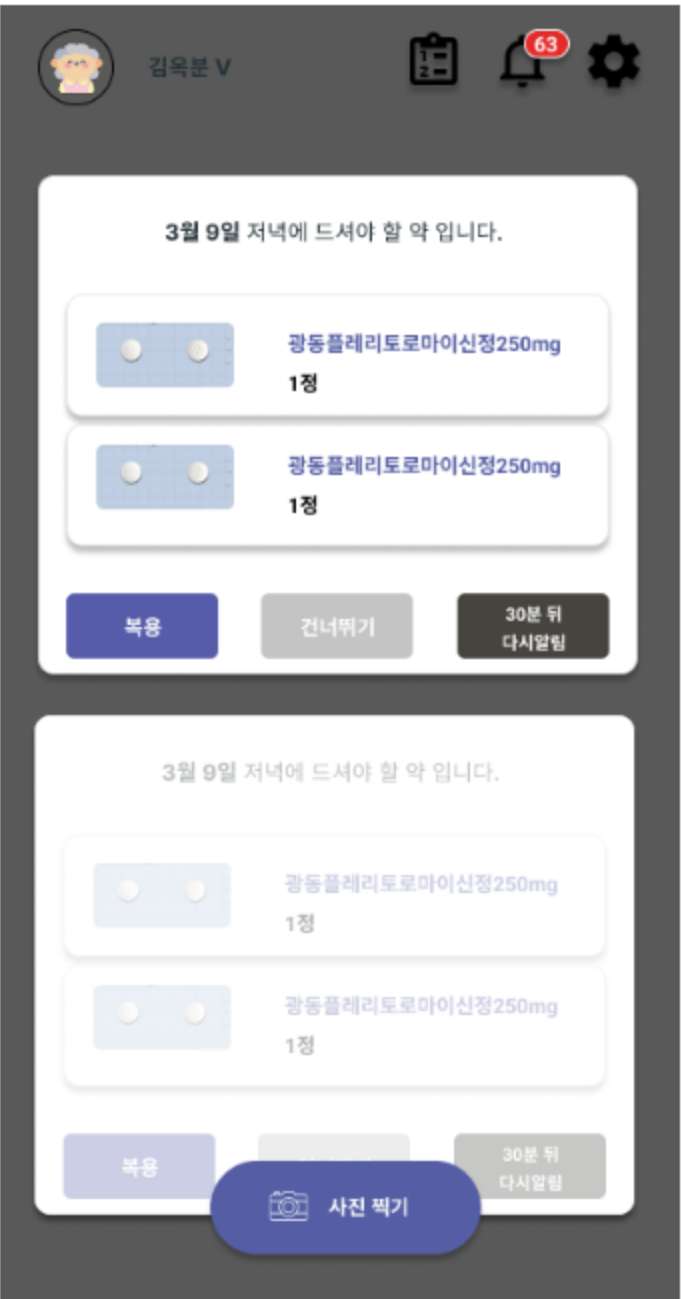 김옥분 V
63
3월 9일 저녁에 드셔야 할 약 입니다.
광동플레리토로마이신정250mg
1정
광동플레리토로마이신정250mg
1정
복용
건너뛰기
30분 뒤
다시알림
3월 9일 저녁에 드셔야 할 약 입니다.
광동플레리토로마이신정250mg
1정
광동플레리토로마이신정250mg
1정
복용
30분 뒤
다시알림
사진 찍기